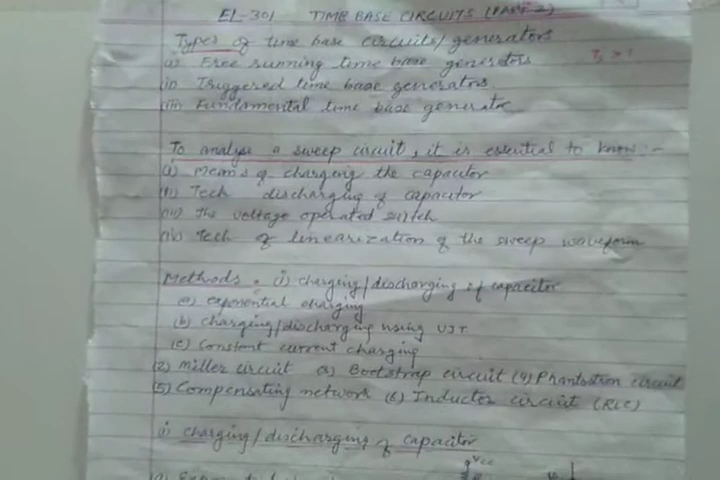 EL-301 TIME BASE CIRCUITS (PART-2)
Types of time base circuits/generators
(i) Free running time base generators
(ii) Triggered time base generators
(iii) Fundamental time base generator
To analyse a sweep circuit, it is essential to know:-
(i) Means of charging the capacitor
(ii) Tech discharging of capacitor
(iii) The voltage operated switch
(iv) Tech of linearization of the sweep waveform
Methods: (i) charging/discharging of capacitor
(a) exponential charging
(b) charging/discharging using UJT
(c) Constant current charging
(2) Miller circuit (3) Bootstrap circuit (4) Phantastion circuit
(5) Compensating network (6) Inductor circuit (RLC)
(i) charging/discharging of capacitor
Vcc